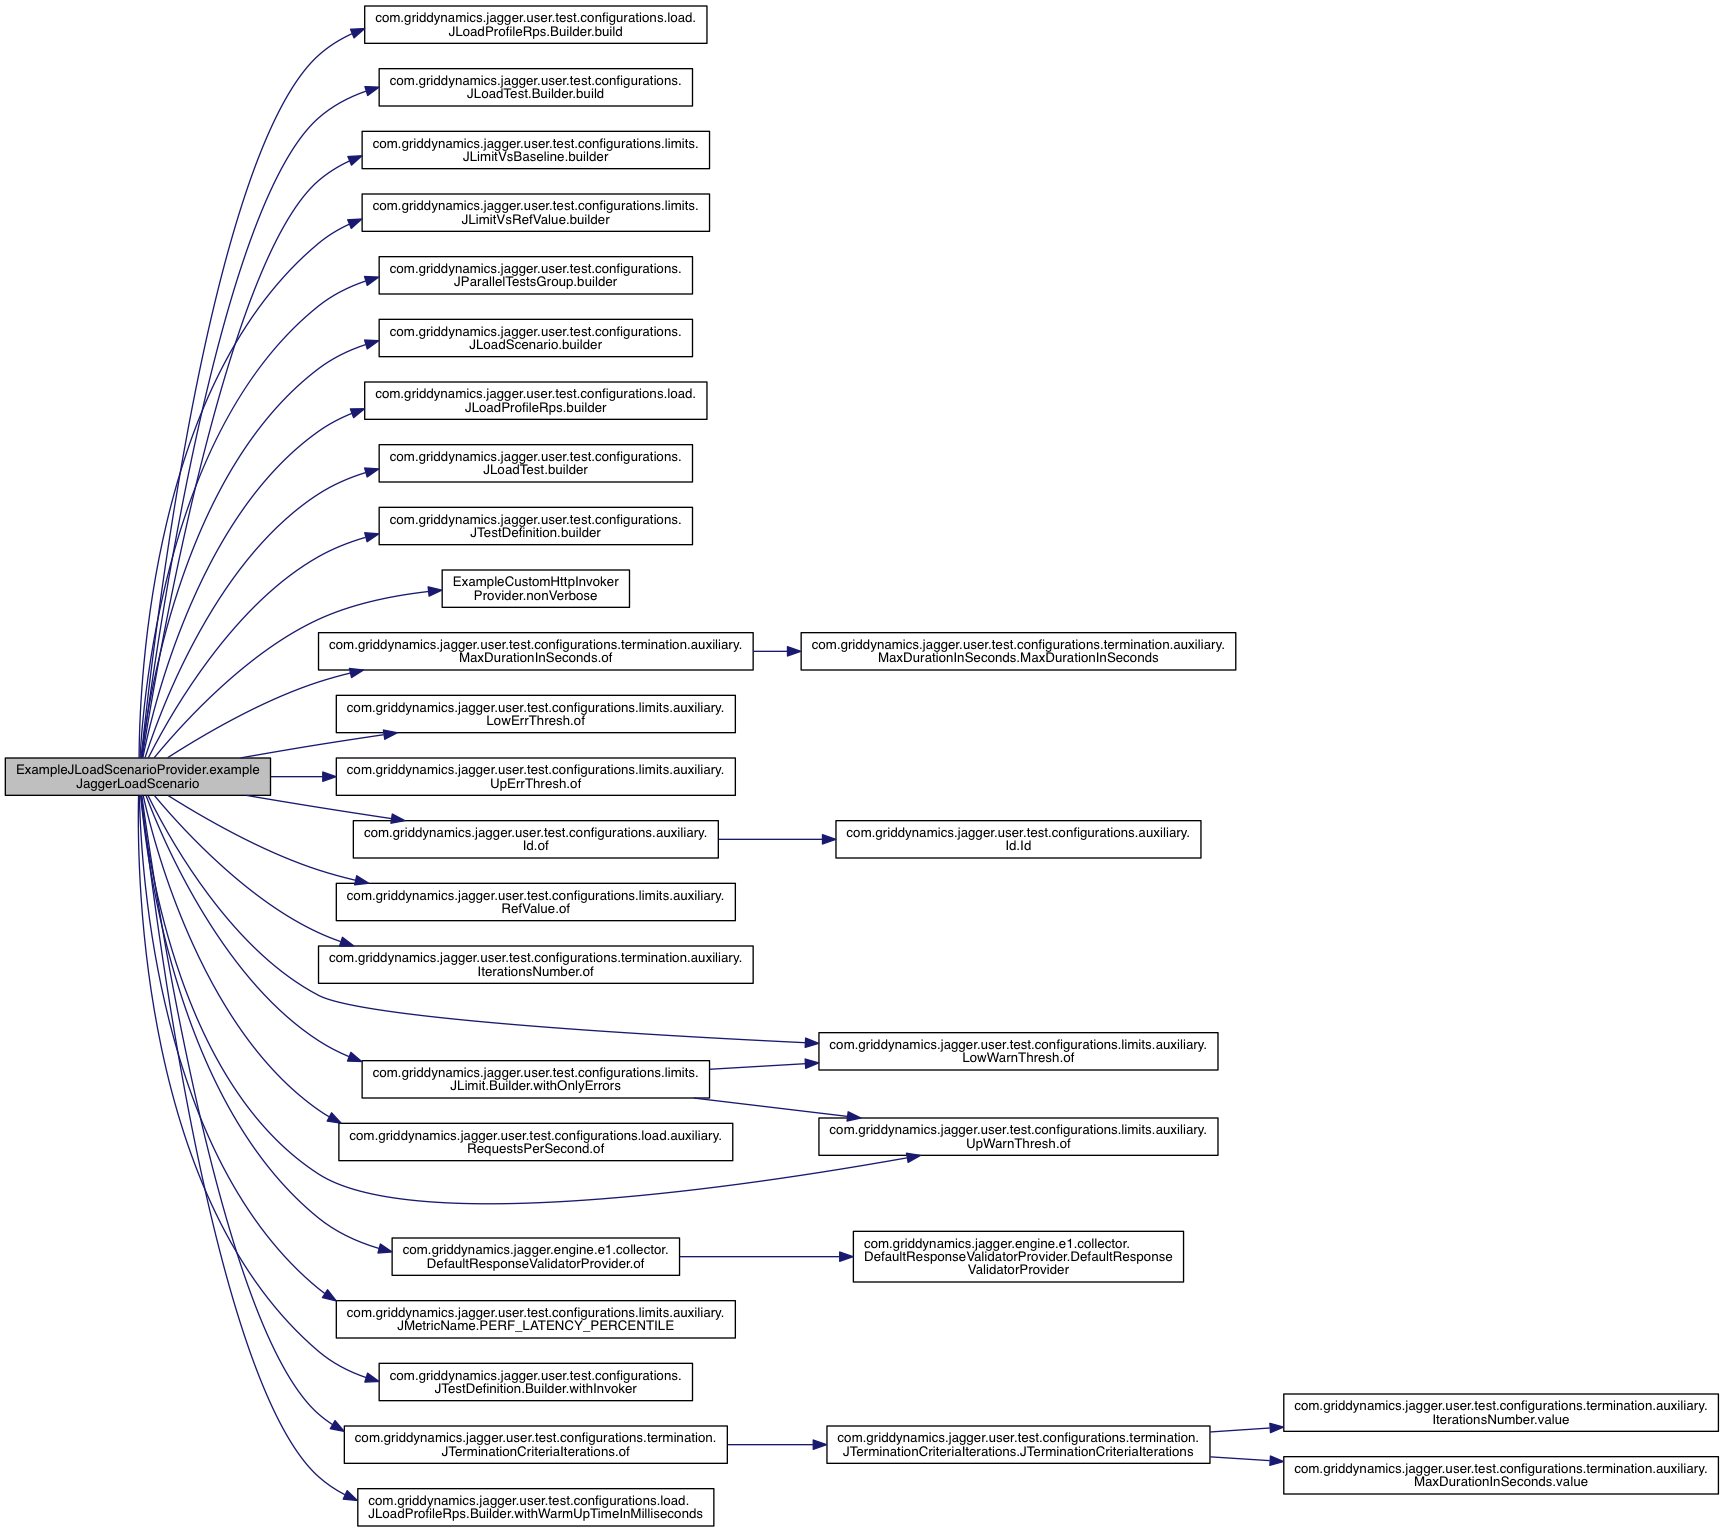 com.griddynamics.jagger.user.test.configurations.load.
JLoadProfileRps.Builder.build
com.griddynamics.jagger.user.test.configurations.
JLoadTest.Builder.build
com.griddynamics.jagger.user.test.configurations.limits.
JLimitVsBaseline.builder
com.griddynamics.jagger.user.test.configurations.limits.
JLimitVsRefValue.builder
com.griddynamics.jagger.user.test.configurations.
JParallelTestsGroup.builder
com.griddynamics.jagger.user.test.configurations.
JLoadScenario.builder
com.griddynamics.jagger.user.test.configurations.load.
JLoadProfileRps.builder
com.griddynamics.jagger.user.test.configurations.
JLoadTest.builder
com.griddynamics.jagger.user.test.configurations.
JTestDefinition.builder
ExampleCustomHttpInvoker
Provider.nonVerbose
com.griddynamics.jagger.user.test.configurations.termination.auxiliary.
MaxDurationInSeconds.of
com.griddynamics.jagger.user.test.configurations.termination.auxiliary.
MaxDurationInSeconds.MaxDurationInSeconds
com.griddynamics.jagger.user.test.configurations.limits.auxiliary.
LowErrThresh.of
ExampleJLoadScenarioProvider.example
JaggerLoadScenario
com.griddynamics.jagger.user.test.configurations.limits.auxiliary.
UpErrThresh.of
com.griddynamics.jagger.user.test.configurations.auxiliary.
Id.of
com.griddynamics.jagger.user.test.configurations.auxiliary.
Id.Id
com.griddynamics.jagger.user.test.configurations.limits.auxiliary.
RefValue.of
com.griddynamics.jagger.user.test.configurations.termination.auxiliary.
IterationsNumber.of
com.griddynamics.jagger.user.test.configurations.limits.auxiliary.
LowWarnThresh.of
com.griddynamics.jagger.user.test.configurations.limits.
JLimit.Builder.withOnlyErrors
com.griddynamics.jagger.user.test.configurations.limits.auxiliary.
UpWarnThresh.of
com.griddynamics.jagger.user.test.configurations.load.auxiliary.
RequestsPerSecond.of
com.griddynamics.jagger.engine.e1.collector.
DefaultResponseValidatorProvider.of
com.griddynamics.jagger.engine.e1.collector.
DefaultResponseValidatorProvider.DefaultResponse
ValidatorProvider
com.griddynamics.jagger.user.test.configurations.limits.auxiliary.
JMetricName.PERF_LATENCY_PERCENTILE
com.griddynamics.jagger.user.test.configurations.
JTestDefinition.Builder.withInvoker
com.griddynamics.jagger.user.test.configurations.termination.
JTerminationCriteriaIterations.of
com.griddynamics.jagger.user.test.configurations.termination.
JTerminationCriteriaIterations.JTerminationCriteriaIterations
com.griddynamics.jagger.user.test.configurations.termination.auxiliary.
IterationsNumber.value
com.griddynamics.jagger.user.test.configurations.termination.auxiliary.
MaxDurationInSeconds.value
com.griddynamics.jagger.user.test.configurations.load.
JLoadProfileRps.Builder.withWarmUpTimeInMilliseconds